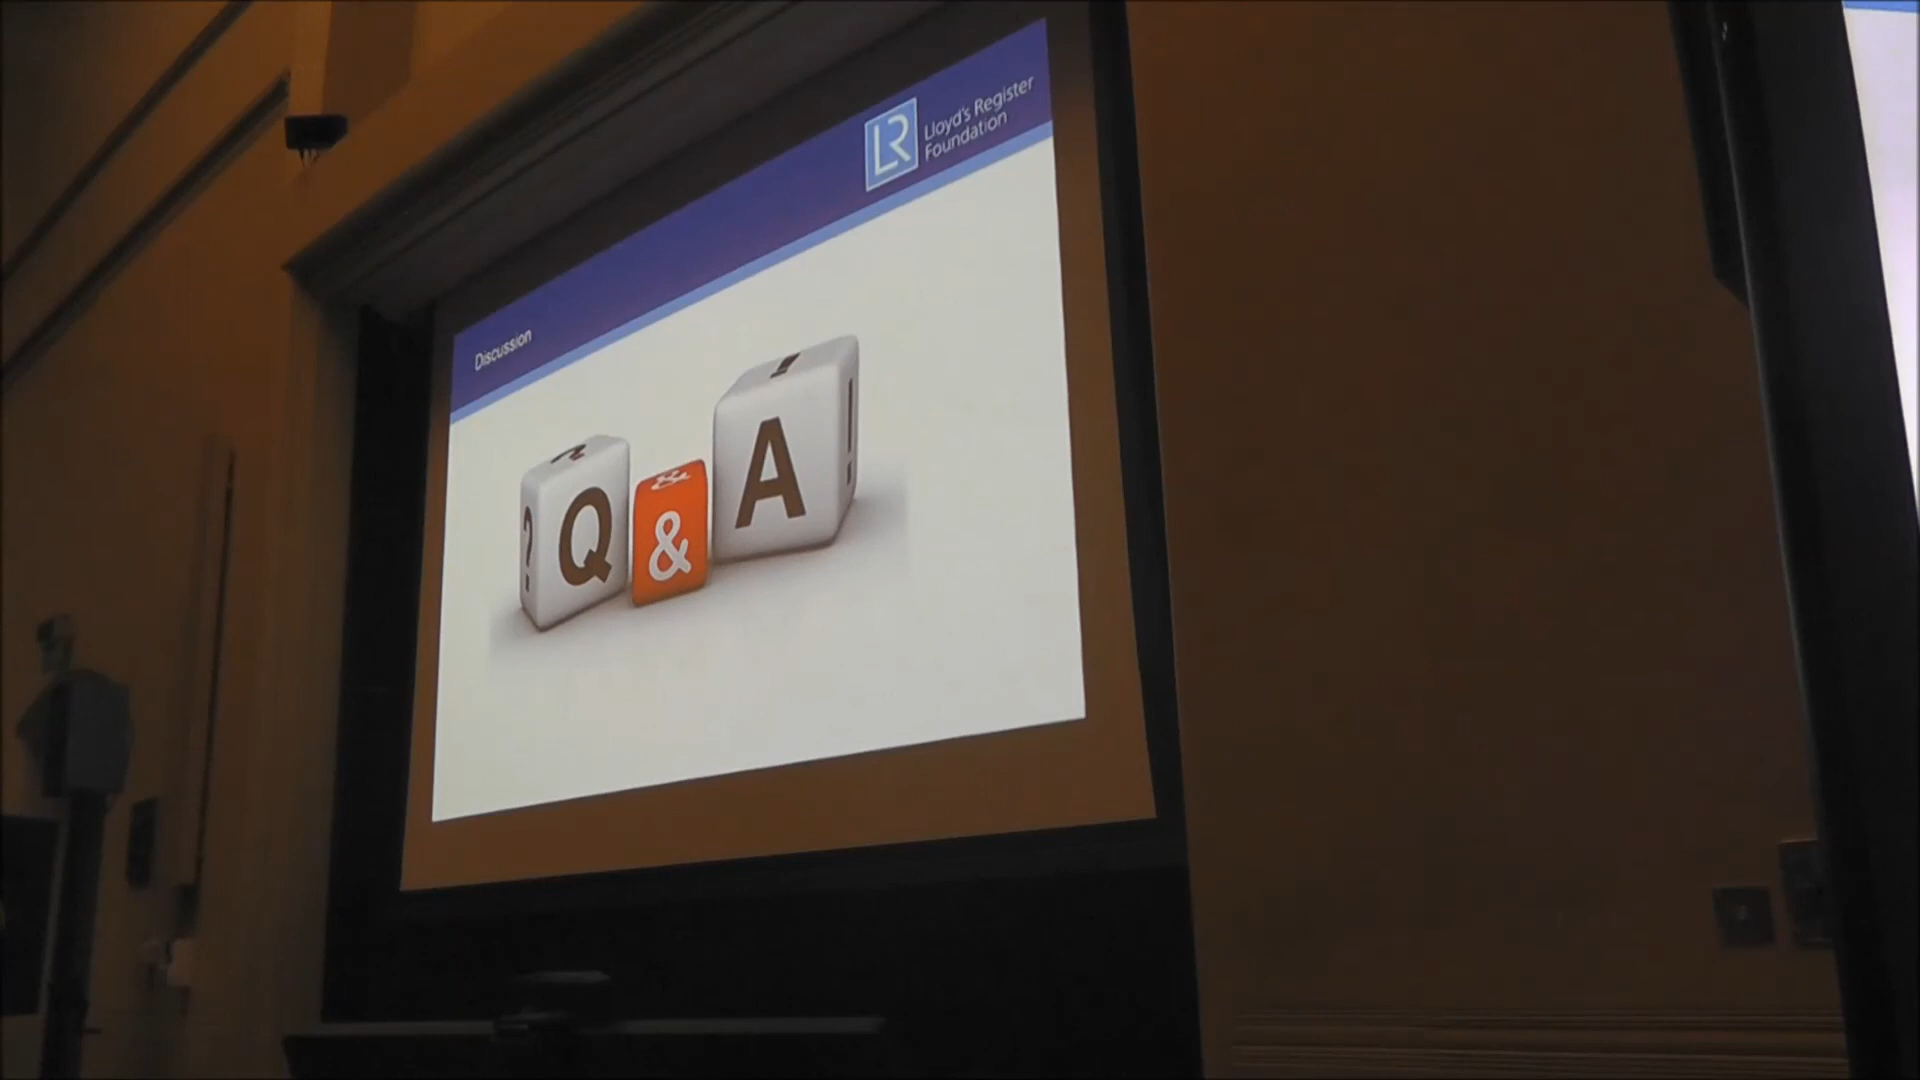 LR
Lloyd's Register
Foundation
Discussion
? ? Q & & A ! !